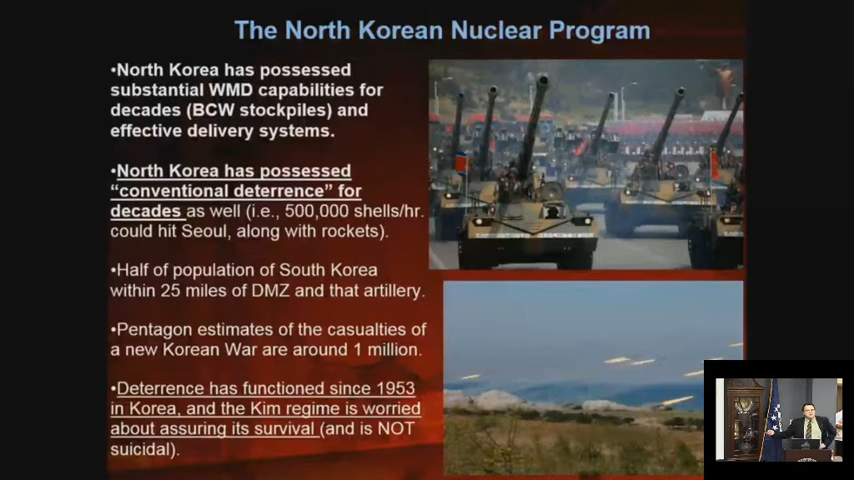 The North Korean Nuclear Program
•North Korea has possessed
substantial WMD capabilities for
decades (BCW stockpiles) and
effective delivery systems.
•North Korea has possessed
“conventional deterrence” for
decades as well (i.e., 500,000 shells/hr.
could hit Seoul, along with rockets).
•Half of population of South Korea
within 25 miles of DMZ and that artillery.
•Pentagon estimates of the casualties of
a new Korean War are around 1 million.
•Deterrence has functioned since 1953
in Korea, and the Kim regime is worried
about assuring its survival (and is NOT
suicidal).